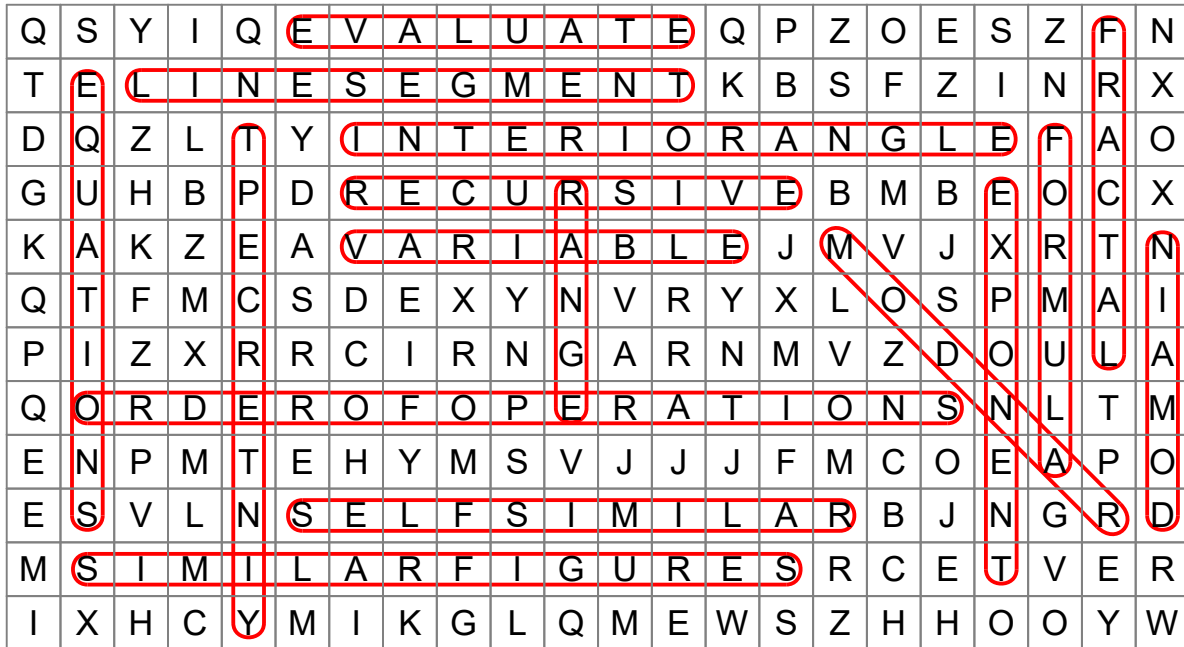 Q S Y I Q E V A L U A T E Q P Z O E S Z F N
T E L I N E S E G M E N T K B S F Z I N R X
D Q Z L T Y I N T E R I O R A N G L E F A O
G U H B P D R E C U R S I V E B M B E O C X
K A K Z E A V A R I A B L E J M V J X R T N
Q T F M C S D E X Y N V R Y X L O S P M A I
P I Z X R R C I R N G A R N M V Z D O U L A
Q O R D E R O F O P E R A T I O N S N L T M
E N P M T E H Y M S V J J J F M C O E A P O
E S V L N S E L F S I M I L A R B J N G R D
M S I M I L A R F I G U R E S R C E T V E R
I X H C Y M I K G L Q M E W S Z H H O O Y W